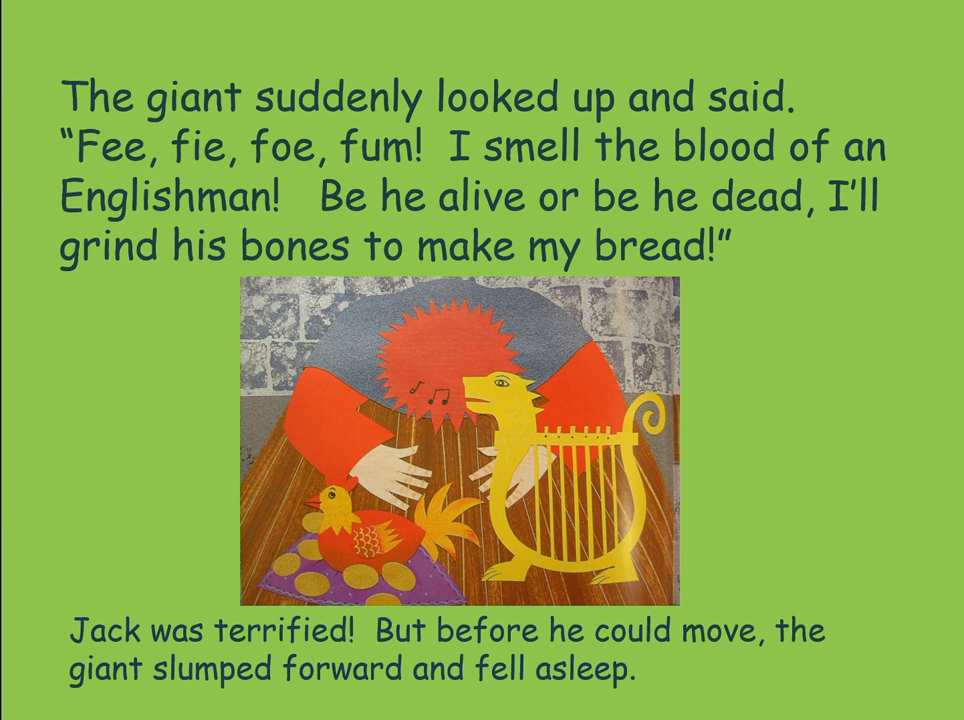 The giant suddenly looked up and said.
“Fee, fie, foe, fum!  I smell the blood of an
Englishman!   Be he alive or be he dead, I’ll
grind his bones to make my bread!”
Jack was terrified!  But before he could move, the
giant slumped forward and fell asleep.